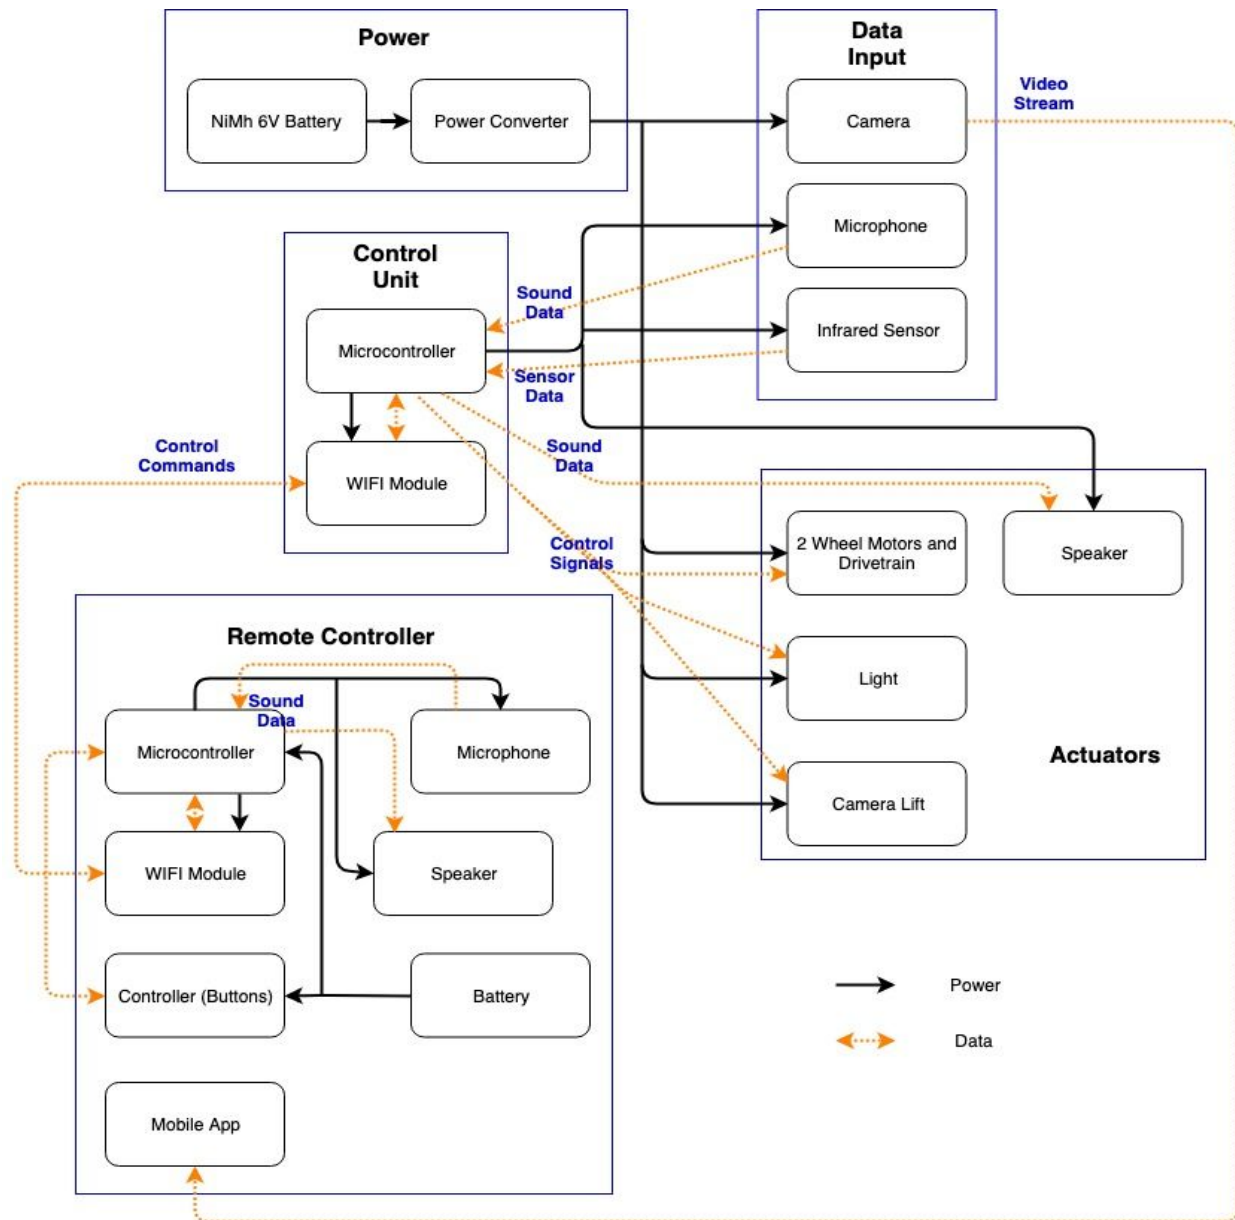 Power
NiMh 6V Battery
Power Converter
Data
Input
Camera
Microphone
Infrared Sensor
Video
Stream
Control
Unit
Microcontroller
WIFI Module
Sound
Data
Sensor
Data
Control
Commands
Sound
Data
Control
Signals
2 Wheel Motors and
Drivetrain
Speaker
Light
Camera Lift
Actuators
Remote Controller
Sound
Data
Microcontroller
Microphone
WIFI Module
Speaker
Controller (Buttons)
Battery
Mobile App
Power
Data